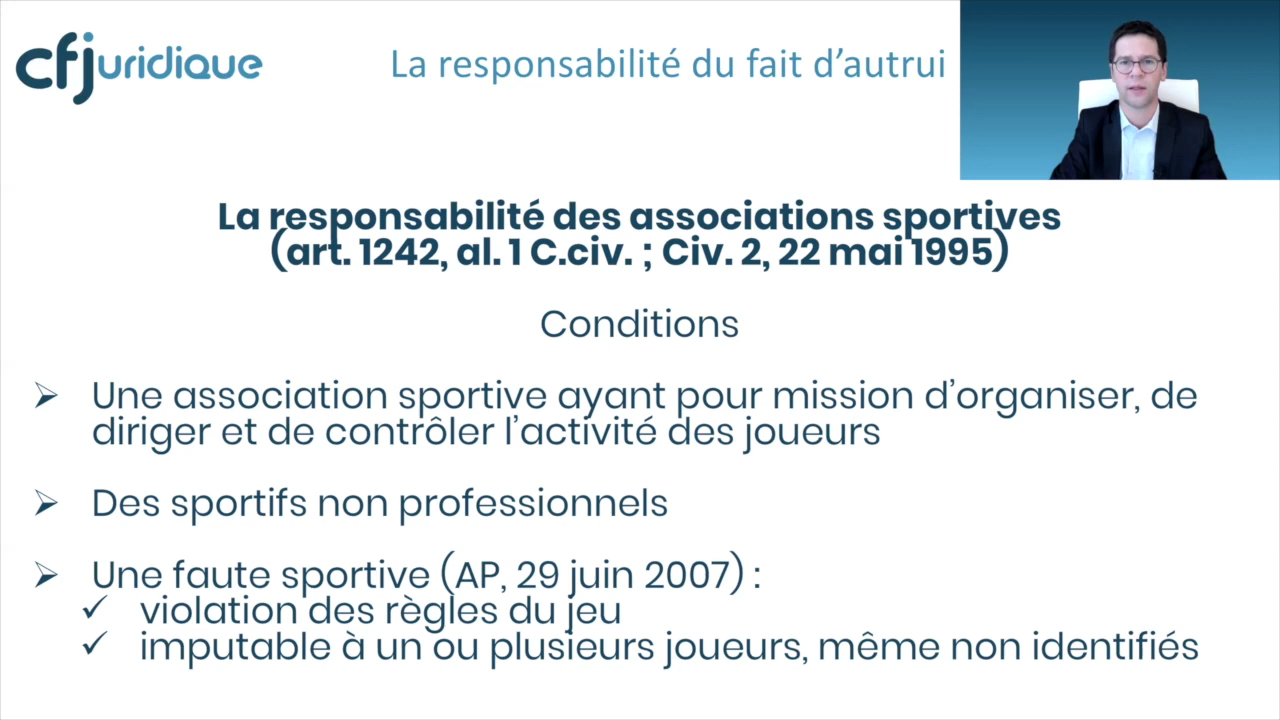 cfjuridique
La responsabilité du fait d’autrui
La responsabilité des associations sportives
(art. 1242, al. 1 C.civ. ; Civ. 2, 22 mai 1995)
Conditions
Une association sportive ayant pour mission d’organiser, de
diriger et de contrôler l’activité des joueurs
Des sportifs non professionnels
Une faute sportive (AP, 29 juin 2007) :
violation des règles du jeu
imputable à un ou plusieurs joueurs, même non identifiés